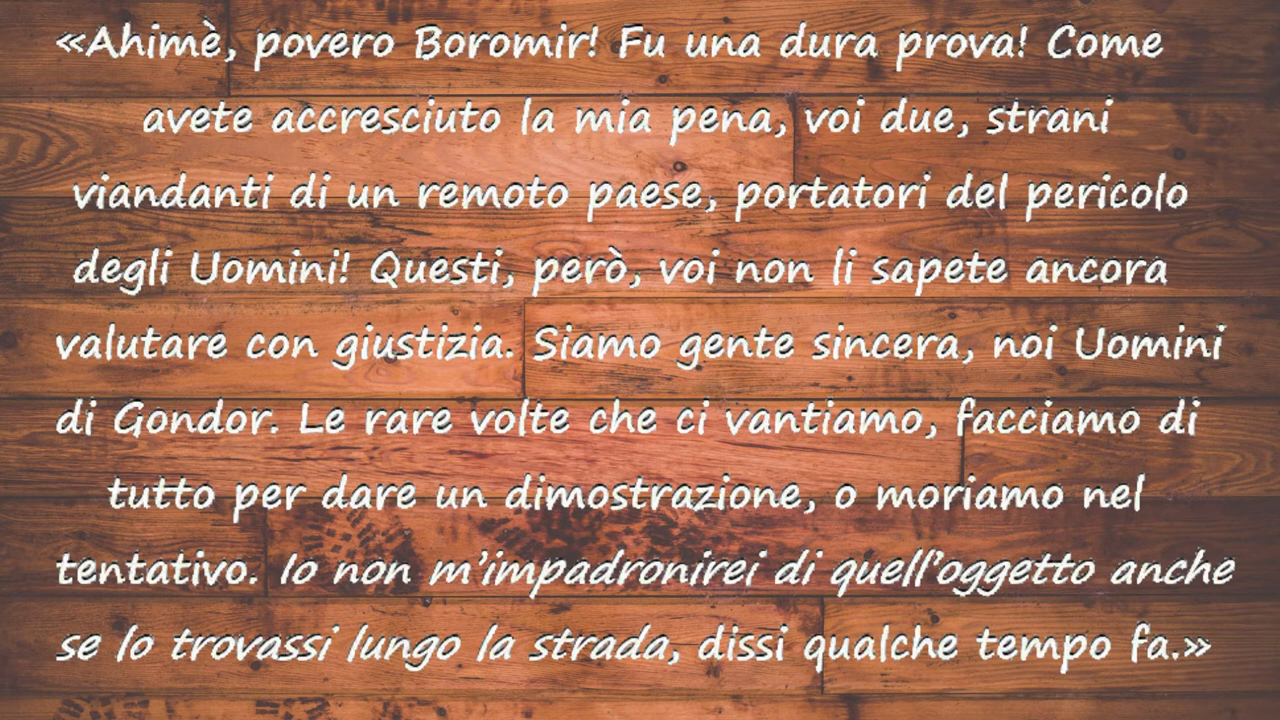 «Ahimè, povero Boromir! Fu una dura prova! Come
avete accresciuto la mia pena, voi due, strani
viandanti di un remoto paese, portatori del pericolo
degli Uomini! Questi, però, voi non li sapete ancora
valutare con giustizia. Siamo gente sincera, noi Uomini
di Gondor. Le rare volte che ci vantiamo, facciamo di
tutto per dare un dimostrazione, o moriamo nel
tentativo. Io non m’impadronirei di quell’oggetto anche
se lo trovassi lungo la strada, dissi qualche tempo fa.»